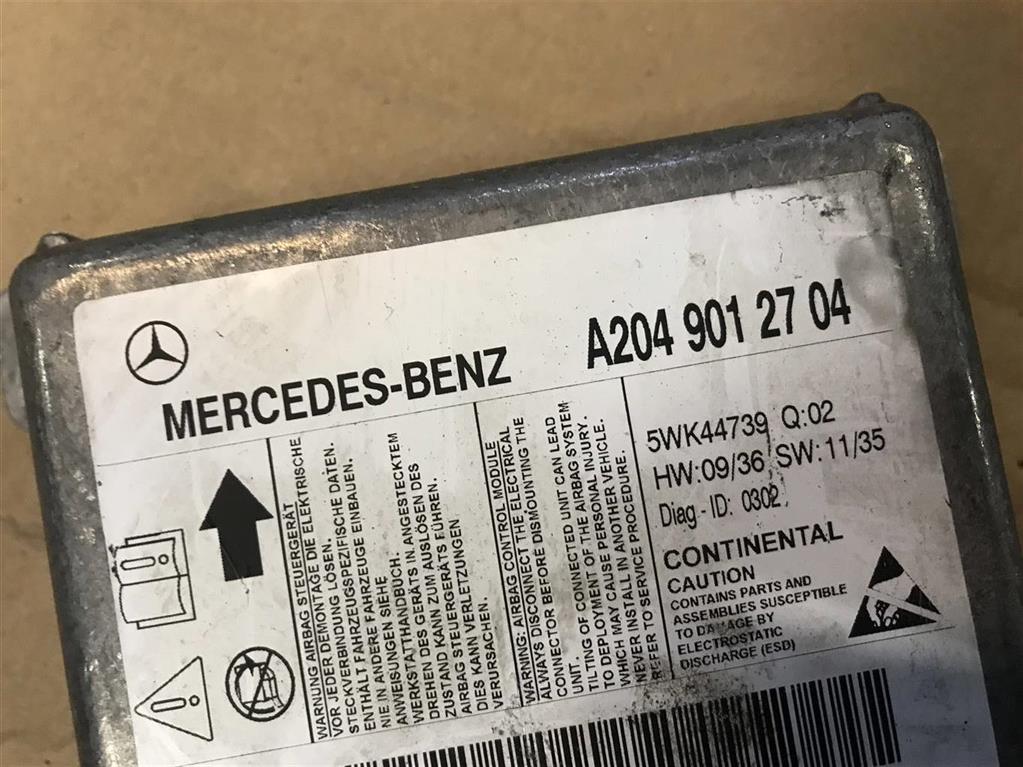 MERCEDES-BENZ
A204 901 27 04
WARNUNG AIRBAG STEUERGERÄT
VOR JEDER DEMONTAGE DIE ELEKTRISCHE
STECKVERBINDUNG LÖSEN.
ENTHÄLT FAHRZEUGSPEZIFISCHE DATEN.
NIE IN ANDERE FAHRZEUGE EINBAUEN.
ANWEISUNGEN SIEHE
WERKSTATTHANDBUCH.
DREHEN DES GERÄTS IN ANGESTECKTEM
ZUSTAND KANN ZUM AUSLÖSEN DES
AIRBAG STEUERGERÄTS FÜHREN.
DIES KANN VERLETZUNGEN
VERURSACHEN.
WARNING: AIRBAG CONTROL MODULE
ALWAYS DISCONNECT THE ELECTRICAL
CONNECTOR BEFORE DISMOUNTING THE
UNIT.
TILTING OF CONNECTED UNIT CAN LEAD
TO DEPLOYMENT OF THE AIRBAG SYSTEM
WHICH MAY CAUSE PERSONAL INJURY.
NEVER INSTALL IN ANOTHER VEHICLE.
REFER TO SERVICE PROCEDURE.
5WK44739 Q:02
HW:09/36 SW:11/35
Diag-ID: 0302
CONTINENTAL
CAUTION
CONTAINS PARTS AND
ASSEMBLIES SUSCEPTIBLE
TO DAMAGE BY
ELECTROSTATIC
DISCHARGE (ESD)